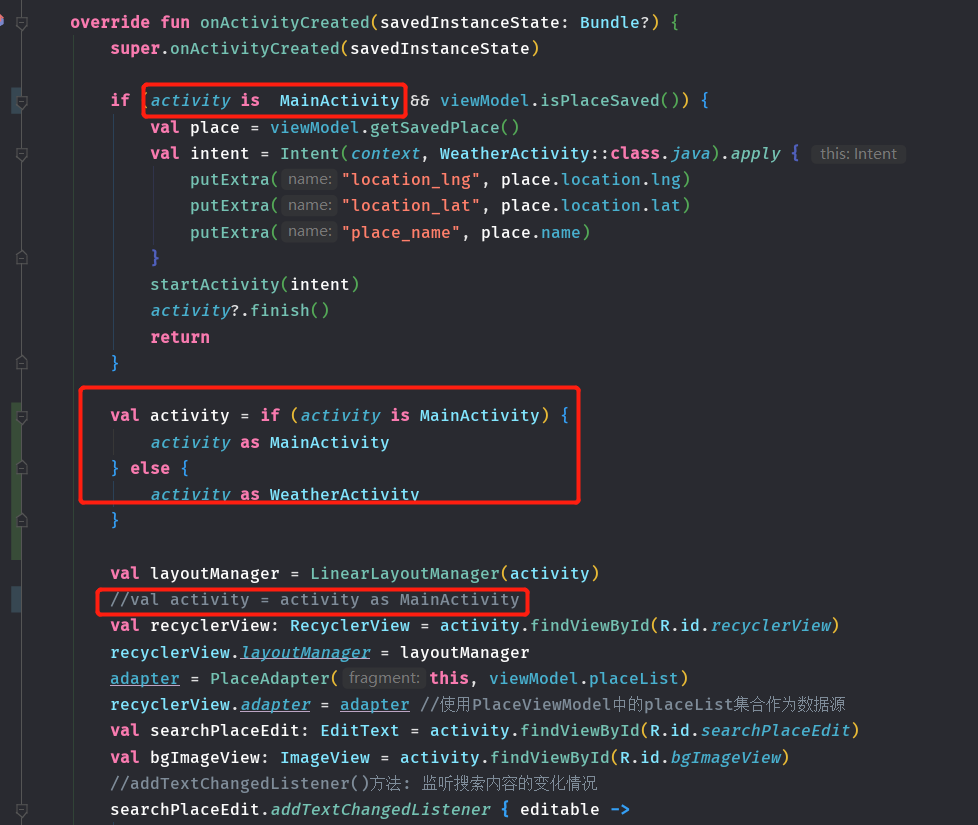 override fun onActivityCreated(savedInstanceState: Bundle?) {
super.onActivityCreated(savedInstanceState)
if (activity is  MainActivity && viewModel.isPlaceSaved()) {
val place = viewModel.getSavedPlace()
val intent = Intent(context, WeatherActivity::class.java).apply { this: Intent
putExtra( name: "location_lng", place.location.lng)
putExtra( name: "location_lat", place.location.lat)
putExtra( name: "place_name", place.name)
}
startActivity(intent)
activity?.finish()
return
}
val activity = if (activity is MainActivity) {
activity as MainActivity
} else {
activity as WeatherActivity
}
val layoutManager = LinearLayoutManager(activity)
//val activity = activity as MainActivity
val recyclerView: RecyclerView = activity.findViewById(R.id.recyclerView)
recyclerView.layoutManager = layoutManager
adapter = PlaceAdapter( fragment: this, viewModel.placeList)
recyclerView.adapter = adapter //使用PlaceViewModel中的placeList集合作为数据源
val searchPlaceEdit: EditText = activity.findViewById(R.id.searchPlaceEdit)
val bgImageView: ImageView = activity.findViewById(R.id.bgImageView)
//addTextChangedListener()方法: 监听搜索内容的变化情况
searchPlaceEdit.addTextChangedListener { editable ->